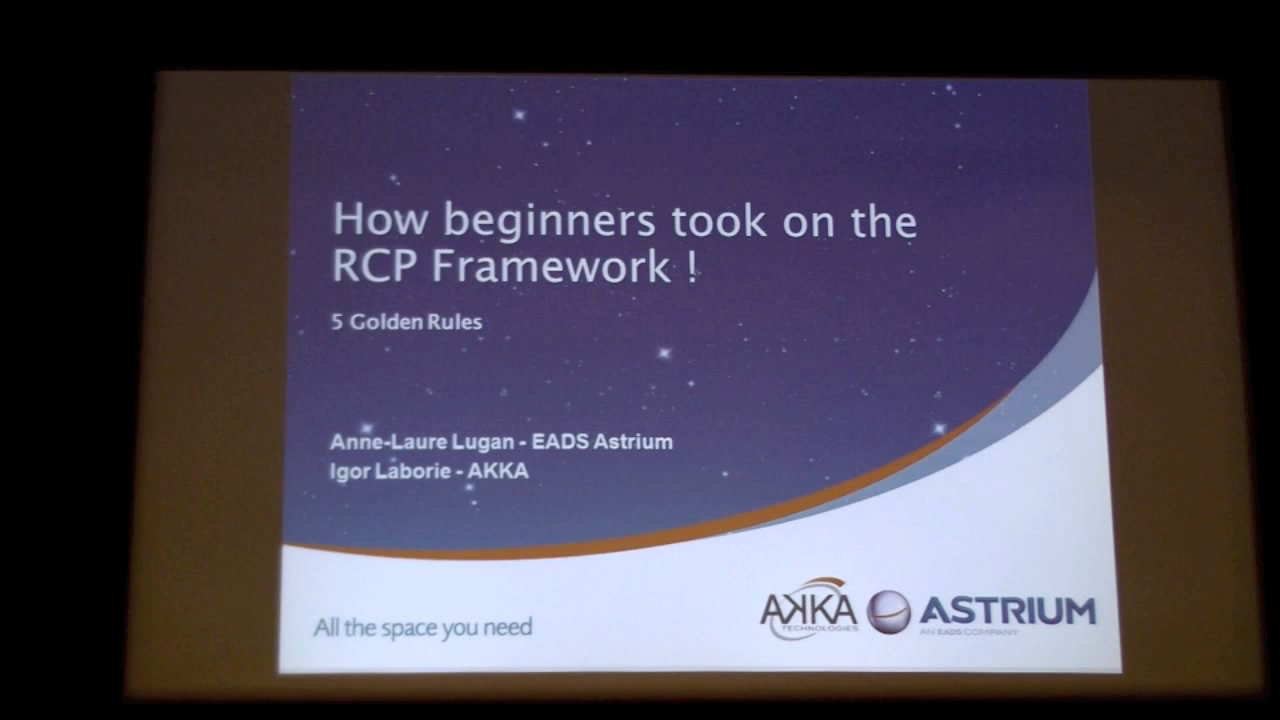 How beginners took on the
RCP Framework !
5 Golden Rules
Anne-Laure Lugan - EADS Astrium
Igor Laborie - AKKA
All the space you need
AKKA
TECHNOLOGIES
ASTRIUM
AN EADS COMPANY